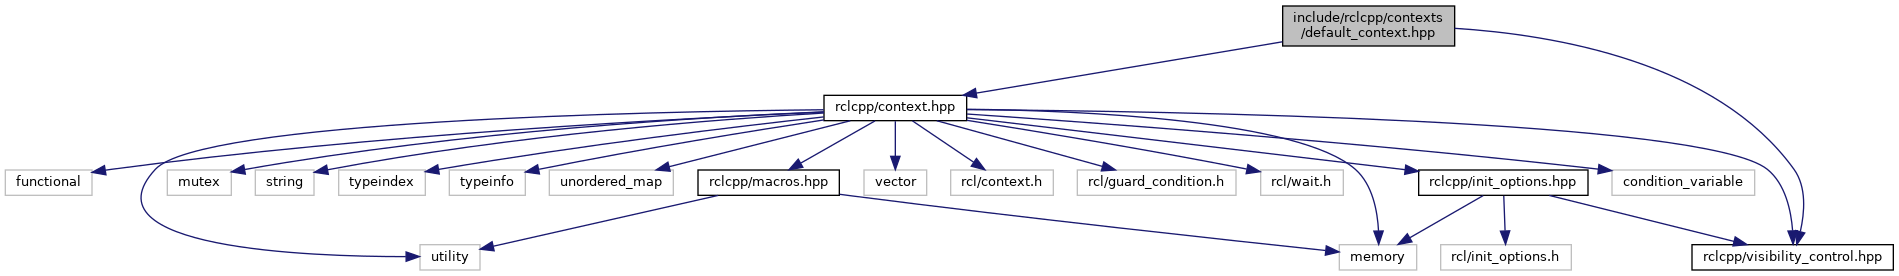 include/rclcpp/contexts
/default_context.hpp
rclcpp/context.hpp
functional
mutex
string
typeindex
typeinfo
unordered_map
rclcpp/macros.hpp
vector
rcl/context.h
rcl/guard_condition.h
rcl/wait.h
rclcpp/init_options.hpp
condition_variable
utility
memory
rcl/init_options.h
rclcpp/visibility_control.hpp